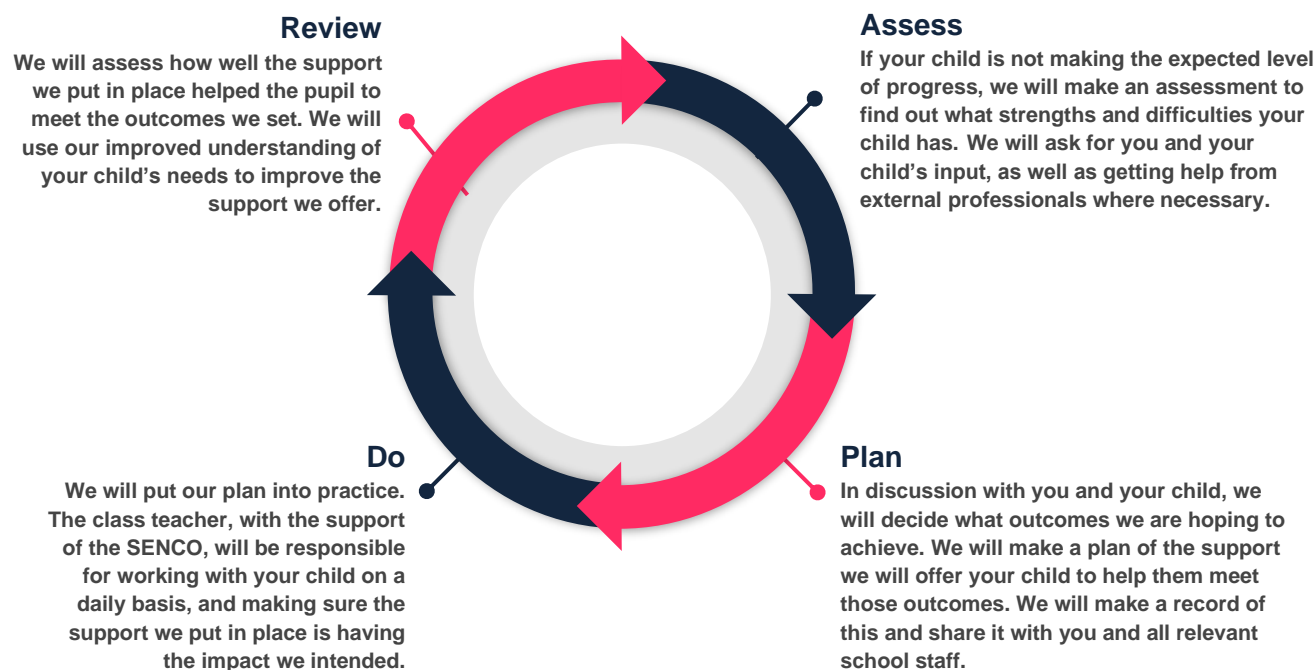 Review
We will assess how well the support
we put in place helped the pupil to
meet the outcomes we set. We will
use our improved understanding of
your child’s needs to improve the
support we offer.
Assess
If your child is not making the expected level
of progress, we will make an assessment to
find out what strengths and difficulties your
child has. We will ask for you and your
child’s input, as well as getting help from
external professionals where necessary.
Do
We will put our plan into practice.
The class teacher, with the support
of the SENCO, will be responsible
for working with your child on a
daily basis, and making sure the
support we put in place is having
the impact we intended.
Plan
In discussion with you and your child, we
will decide what outcomes we are hoping to
achieve. We will make a plan of the support
we will offer your child to help them meet
those outcomes. We will make a record of
this and share it with you and all relevant
school staff.